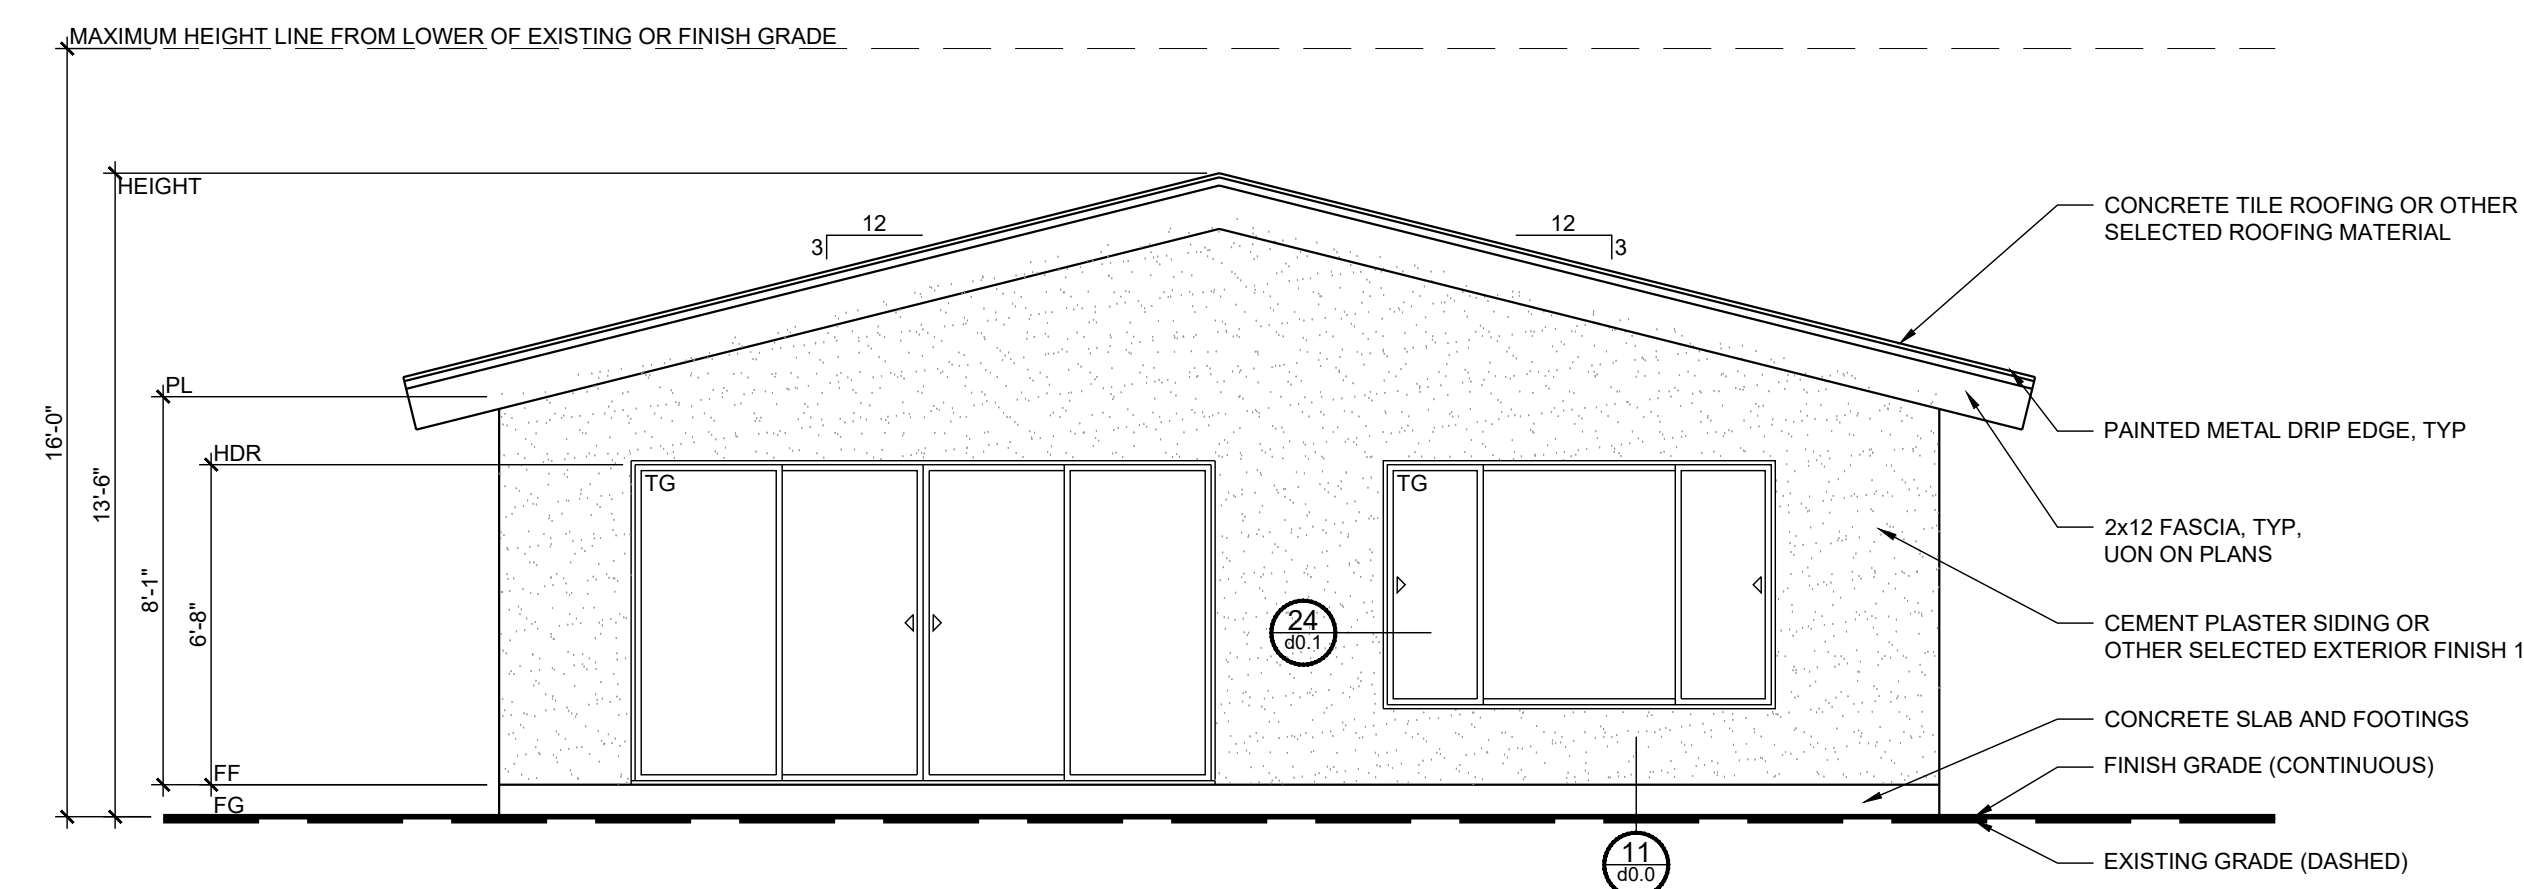 MAXIMUM HEIGHT LINE FROM LOWER OF EXISTING OR FINISH GRADE
HEIGHT
12
3
12
3
CONCRETE TILE ROOFING OR OTHER
SELECTED ROOFING MATERIAL
PL
16'-0"
13'-6"
8'-1"
6'-8"
HDR
TG
TG
PAINTED METAL DRIP EDGE, TYP
2x12 FASCIA, TYP,
UON ON PLANS
24
d0.1
CEMENT PLASTER SIDING OR
OTHER SELECTED EXTERIOR FINISH 1
CONCRETE SLAB AND FOOTINGS
FF
FG
FINISH GRADE (CONTINUOUS)
11
d0.0
EXISTING GRADE (DASHED)